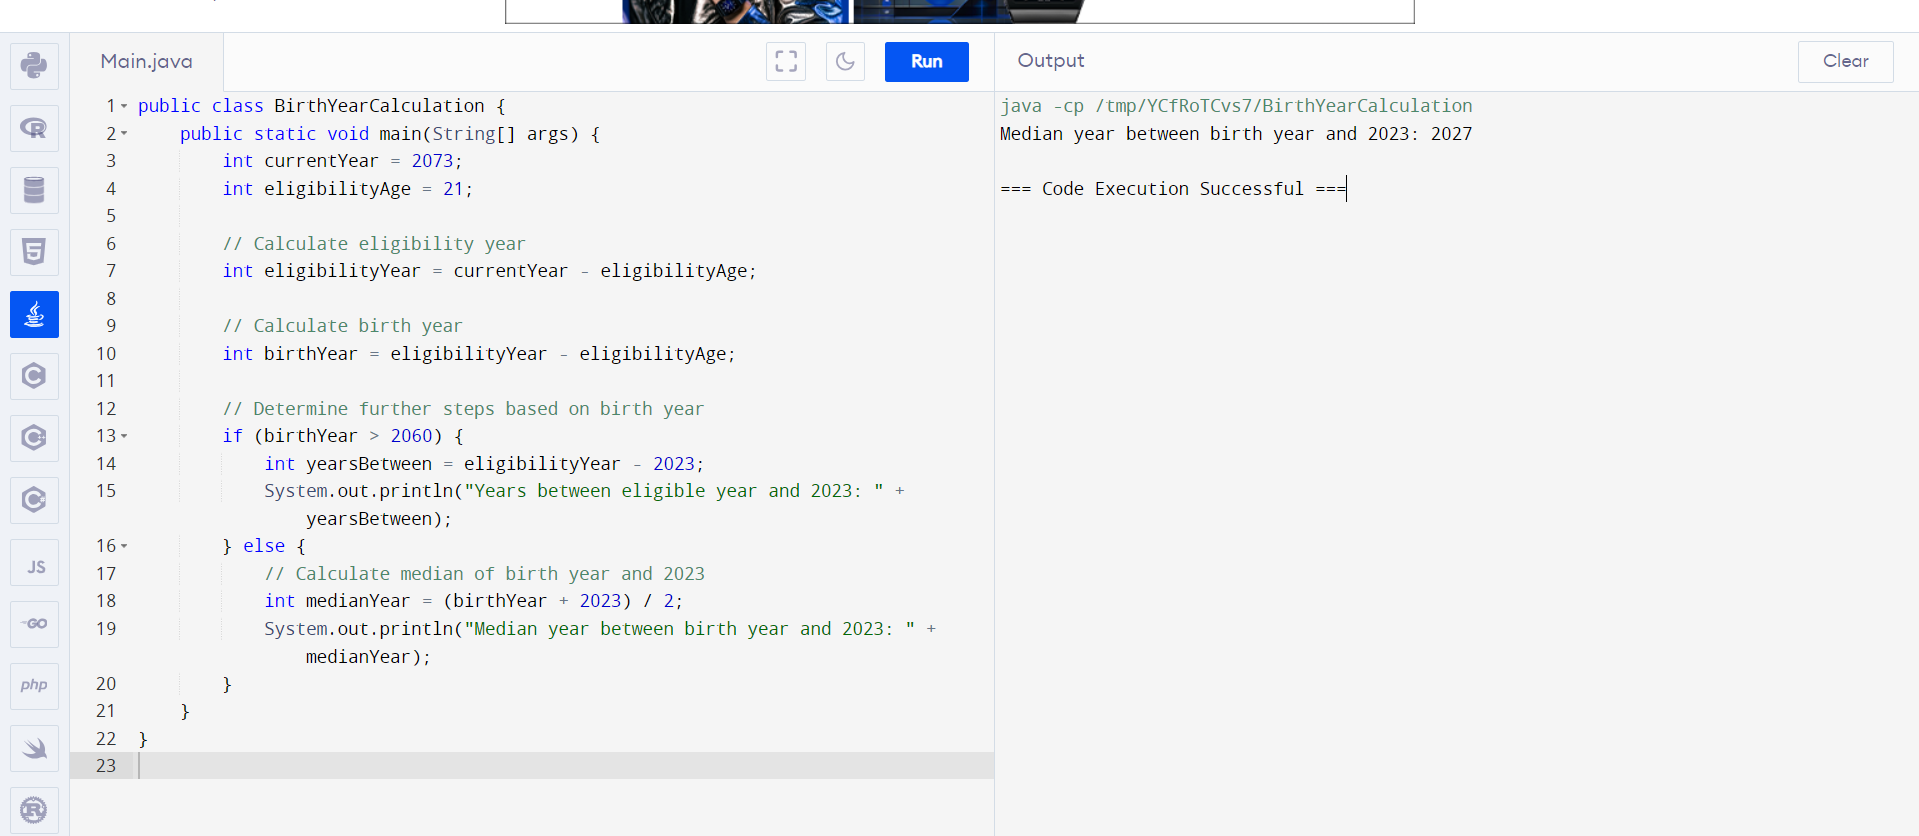 Main.java
Run
Output
Clear
1 public class BirthYearCalculation {
2 public static void main(String[] args) {
3 int currentYear = 2073;
4 int eligibilityAge = 21;
5
6 // Calculate eligibility year
7 int eligibilityYear = currentYear - eligibilityAge;
8
9 // Calculate birth year
10 int birthYear = eligibilityYear - eligibilityAge;
11
12 // Determine further steps based on birth year
13 if (birthYear > 2060) {
14 int yearsBetween = eligibilityYear - 2023;
15 System.out.println("Years between eligible year and 2023: " +
yearsBetween);
16 } else {
17 // Calculate median of birth year and 2023
18 int medianYear = (birthYear + 2023) / 2;
19 System.out.println("Median year between birth year and 2023: " +
medianYear);
20 }
21 }
22 }
23
java -cp /tmp/YCfRoTCvs7/BirthYearCalculation
Median year between birth year and 2023: 2027
=== Code Execution Successful ===
R
5
C
C
C
JS
GO
php
R